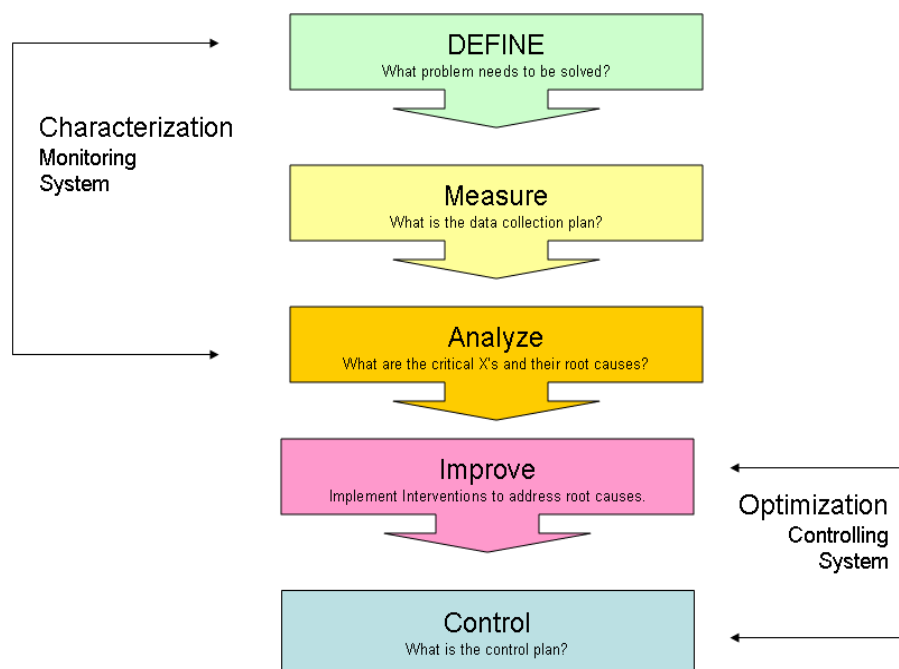 DEFINE
What problem needs to be solved?
Characterization
Monitoring
System
Measure
What is the data collection plan?
Analyze
What are the critical X's and their root causes?
Improve
Implement Interventions to address root causes.
Optimization
Controlling
System
Control
What is the control plan?